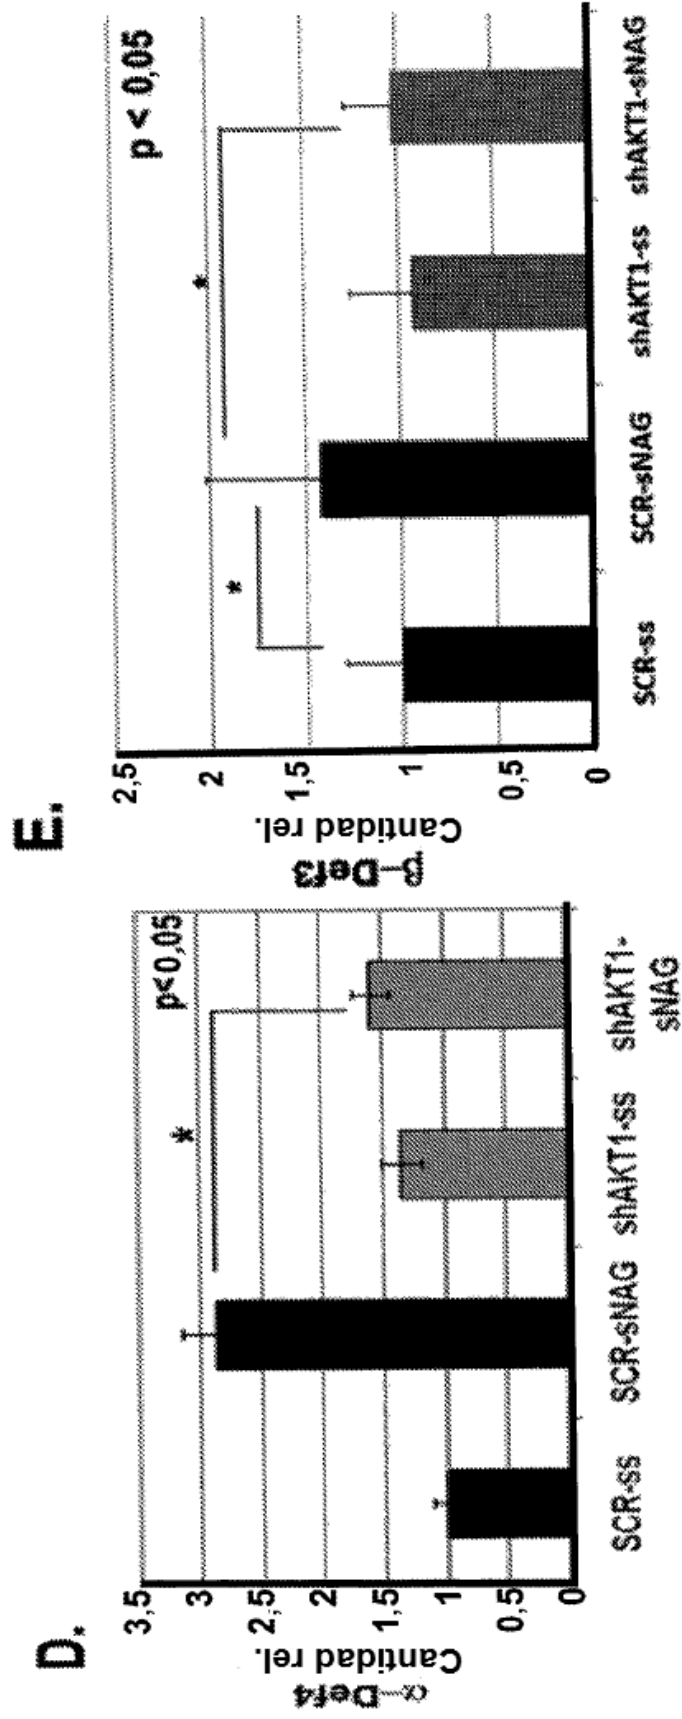 D.
α-Def4
Cantidad rel.
3,5
3
2,5
2
1,5
1
0,5
0
*
p<0,05
SCR-ss
SCR-sNAG
shAKT1-ss
shAKT1-
sNAG
E.
β-Def3
Cantidad rel.
2,5
2
1,5
1
0,5
0
*
*
p < 0,05
SCR-ss
SCR-sNAG
shAKT1-ss
shAKT1-sNAG